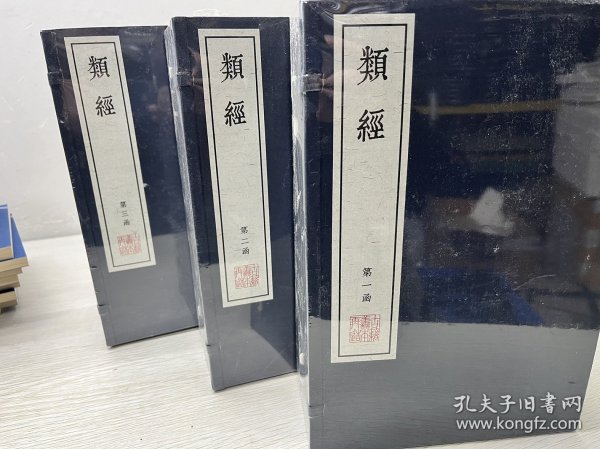 類經
第一函
類經
第二函
類經
第三函
孔夫子旧书网
www.kongfz.com